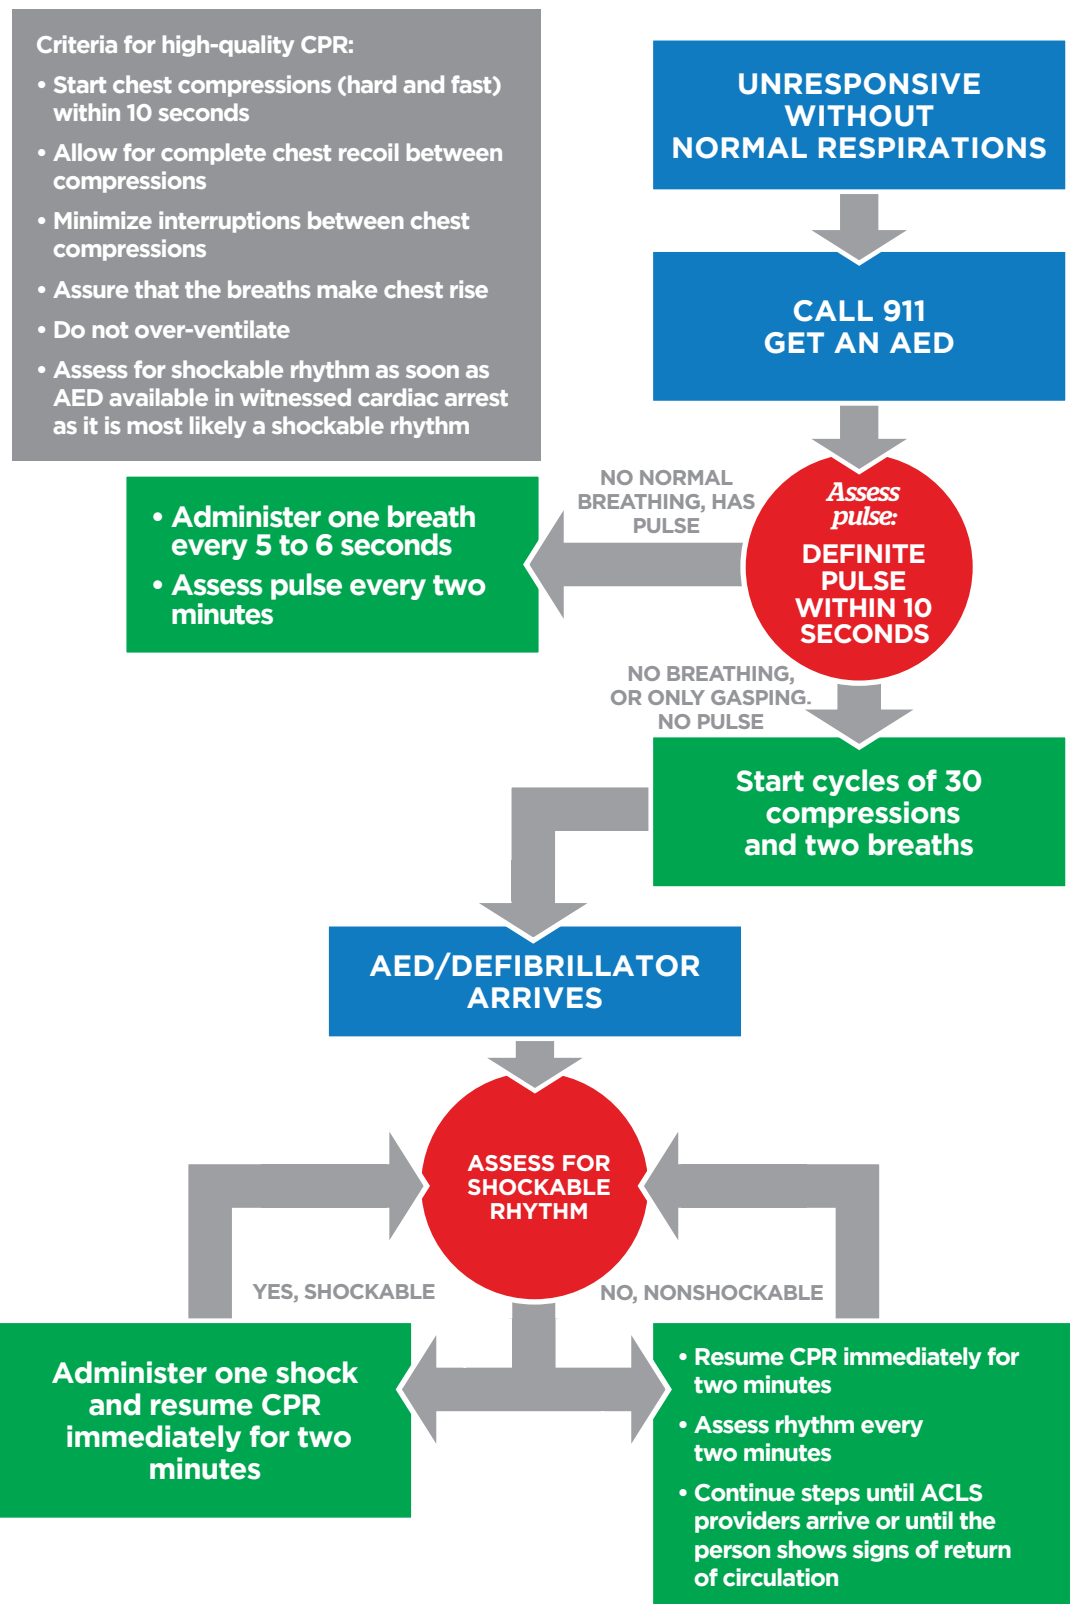 Criteria for high-quality CPR:
• Start chest compressions (hard and fast)
within 10 seconds
• Allow for complete chest recoil between
compressions
• Minimize interruptions between chest
compressions
• Assure that the breaths make chest rise
• Do not over-ventilate
• Assess for shockable rhythm as soon as
AED available in witnessed cardiac arrest
as it is most likely a shockable rhythm
UNRESPONSIVE
WITHOUT
NORMAL RESPIRATIONS
CALL 911
GET AN AED
Assess
pulse:
DEFINITE
PULSE
WITHIN 10
SECONDS
NO NORMAL
BREATHING, HAS
PULSE
• Administer one breath
every 5 to 6 seconds
• Assess pulse every two
minutes
NO BREATHING,
OR ONLY GASPING.
NO PULSE
Start cycles of 30
compressions
and two breaths
AED/DEFIBRILLATOR
ARRIVES
ASSESS FOR
SHOCKABLE
RHYTHM
YES, SHOCKABLE
NO, NONSHOCKABLE
Administer one shock
and resume CPR
immediately for two
minutes
• Resume CPR immediately for
two minutes
• Assess rhythm every
two minutes
• Continue steps until ACLS
providers arrive or until the
person shows signs of return
of circulation